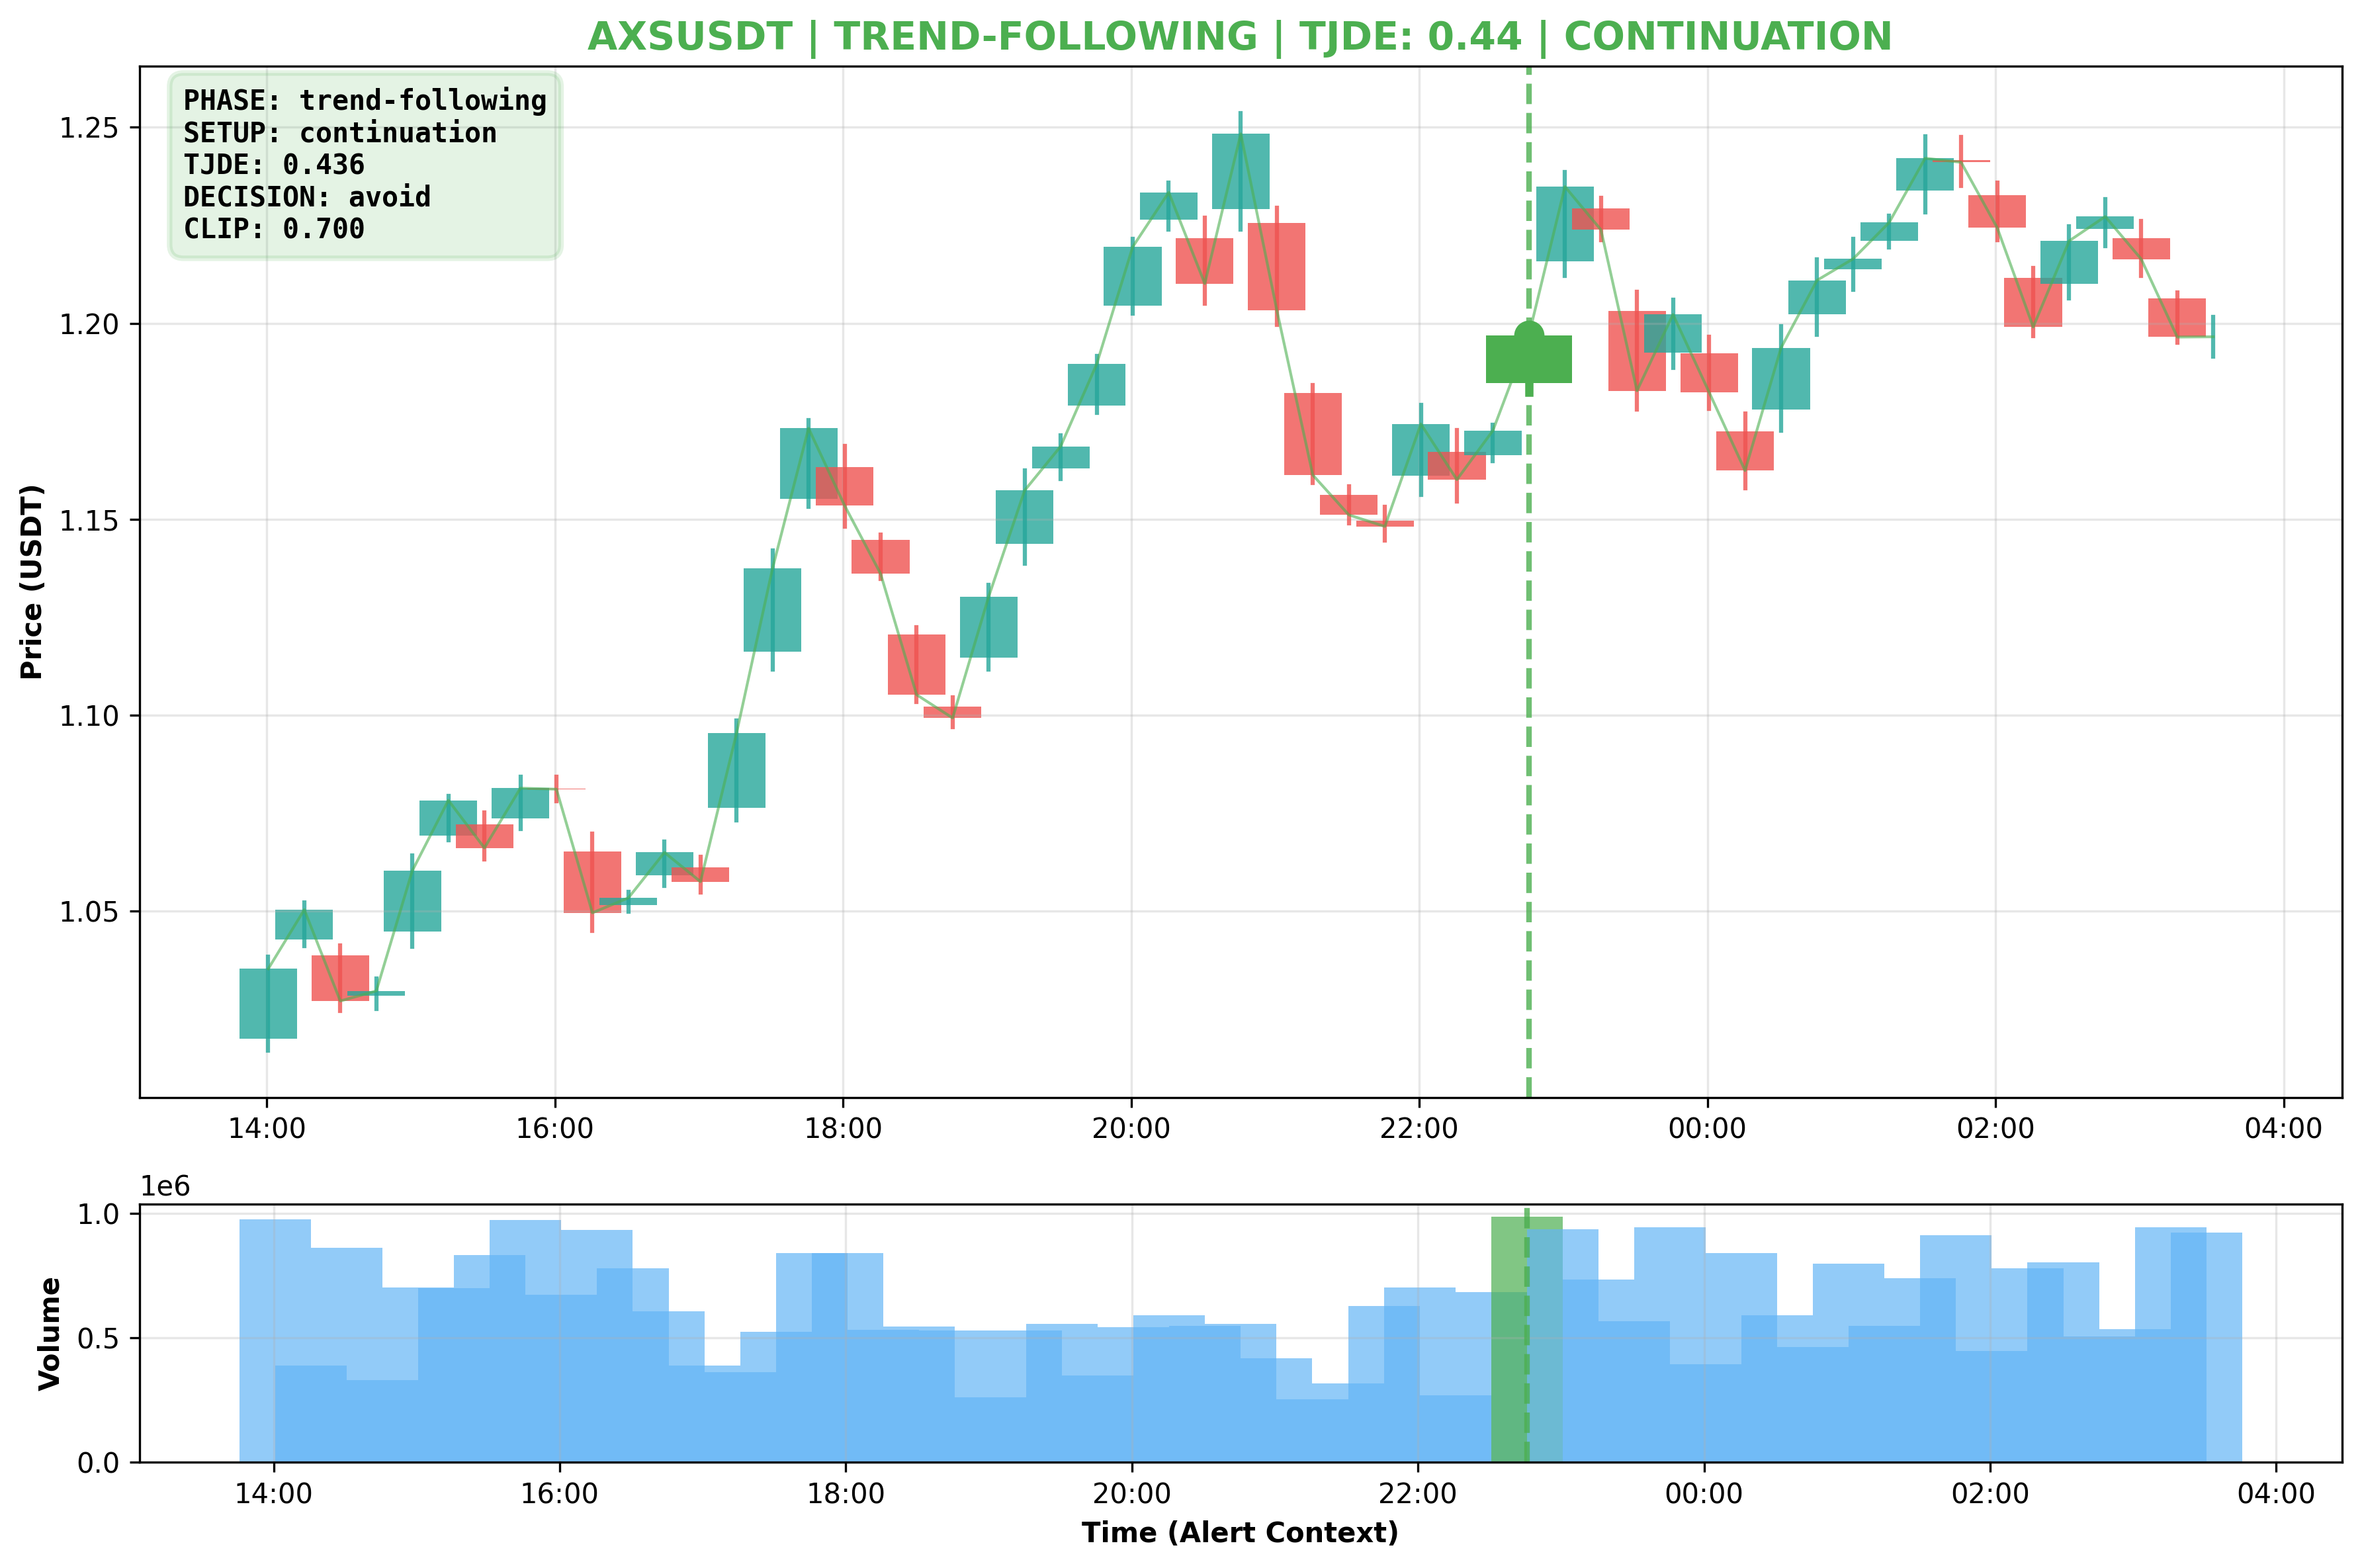 AXSUSDT | TREND-FOLLOWING | TJDE: 0.44 | CONTINUATION
PHASE: trend-following
SETUP: continuation
TJDE: 0.436
DECISION: avoid
CLIP: 0.700
Price (USDT)
1.25
1.20
1.15
1.10
1.05
14:00 16:00 18:00 20:00 22:00 00:00 02:00 04:00
1e6
Volume
1.0
0.5
0.0
14:00 16:00 18:00 20:00 22:00 00:00 02:00 04:00
Time (Alert Context)